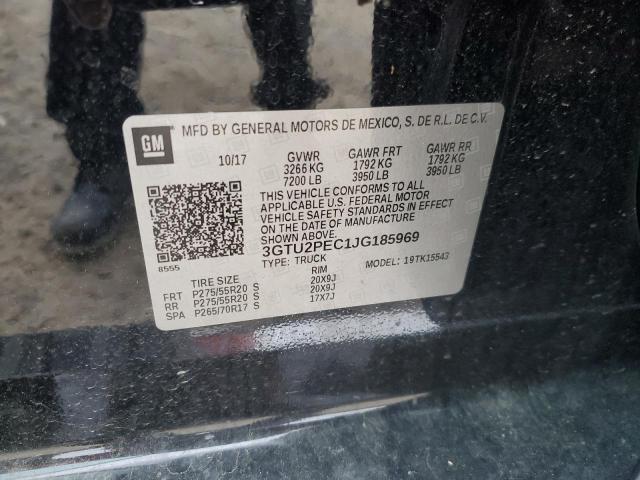 GM
MFD BY GENERAL MOTORS DE MEXICO, S. DE R.L. DE C.V.
10/17 GVWR GAWR FRT GAWR RR
3266 KG 1792 KG 1792 KG
7200 LB 3950 LB 3950 LB
THIS VEHICLE CONFORMS TO ALL
APPLICABLE U.S. FEDERAL MOTOR
VEHICLE SAFETY STANDARDS IN EFFECT
ON THE DATE OF MANUFACTURE
3GTU2PEC1JG185969
8555 TYPE: TRUCK MODEL: 19TK15543
TIRE SIZE RIM
FRT P275/55R20 S 20X9J
RR P275/55R20 S 20X9J
SPA P265/70R17 S 17X7J